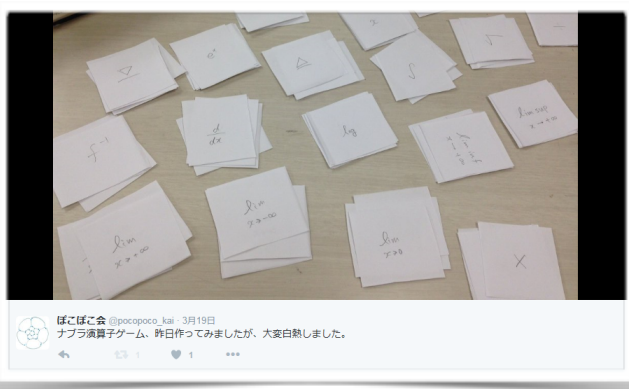 x
e^x
√
÷
▽
△
∫
f^{-1}
d/dx
log
lim sup
x→+∞
lim
x→-∞
lim
x→+∞
lim
x→0
×
ぽこぽこ会 @pocopoco_kai · 3月19日
ナブラ演算子ゲーム、昨日作ってみましたが、大変白熱しました。
1
1